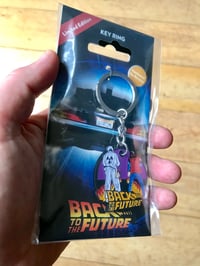 Limited Edition
KEY RING
BACK
TO THE FUTURE
BACK
TO
THE FUTURE